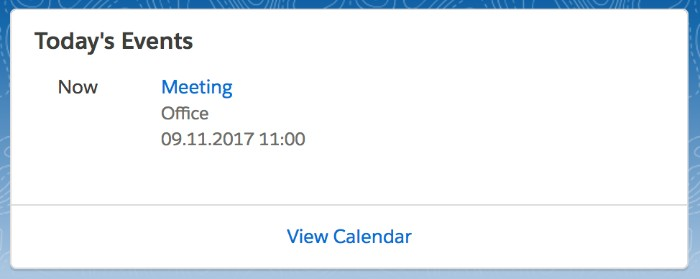 Today's Events
Now Meeting
Office
09.11.2017 11:00
View Calendar